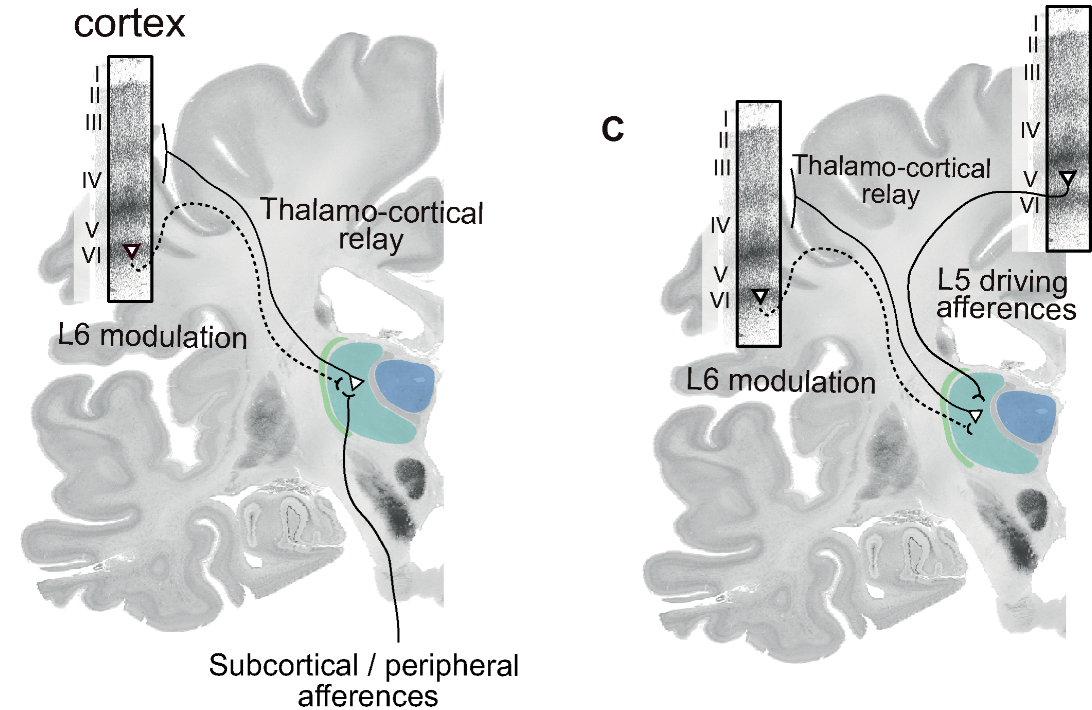 cortex
I
II
III
IV
V
VI
Thalamo-cortical
relay
L6 modulation
Subcortical / peripheral
afferences
C
I
II
III
IV
V
VI
Thalamo-cortical
relay
L6 modulation
I
II
III
IV
V
VI
L5 driving
afferences